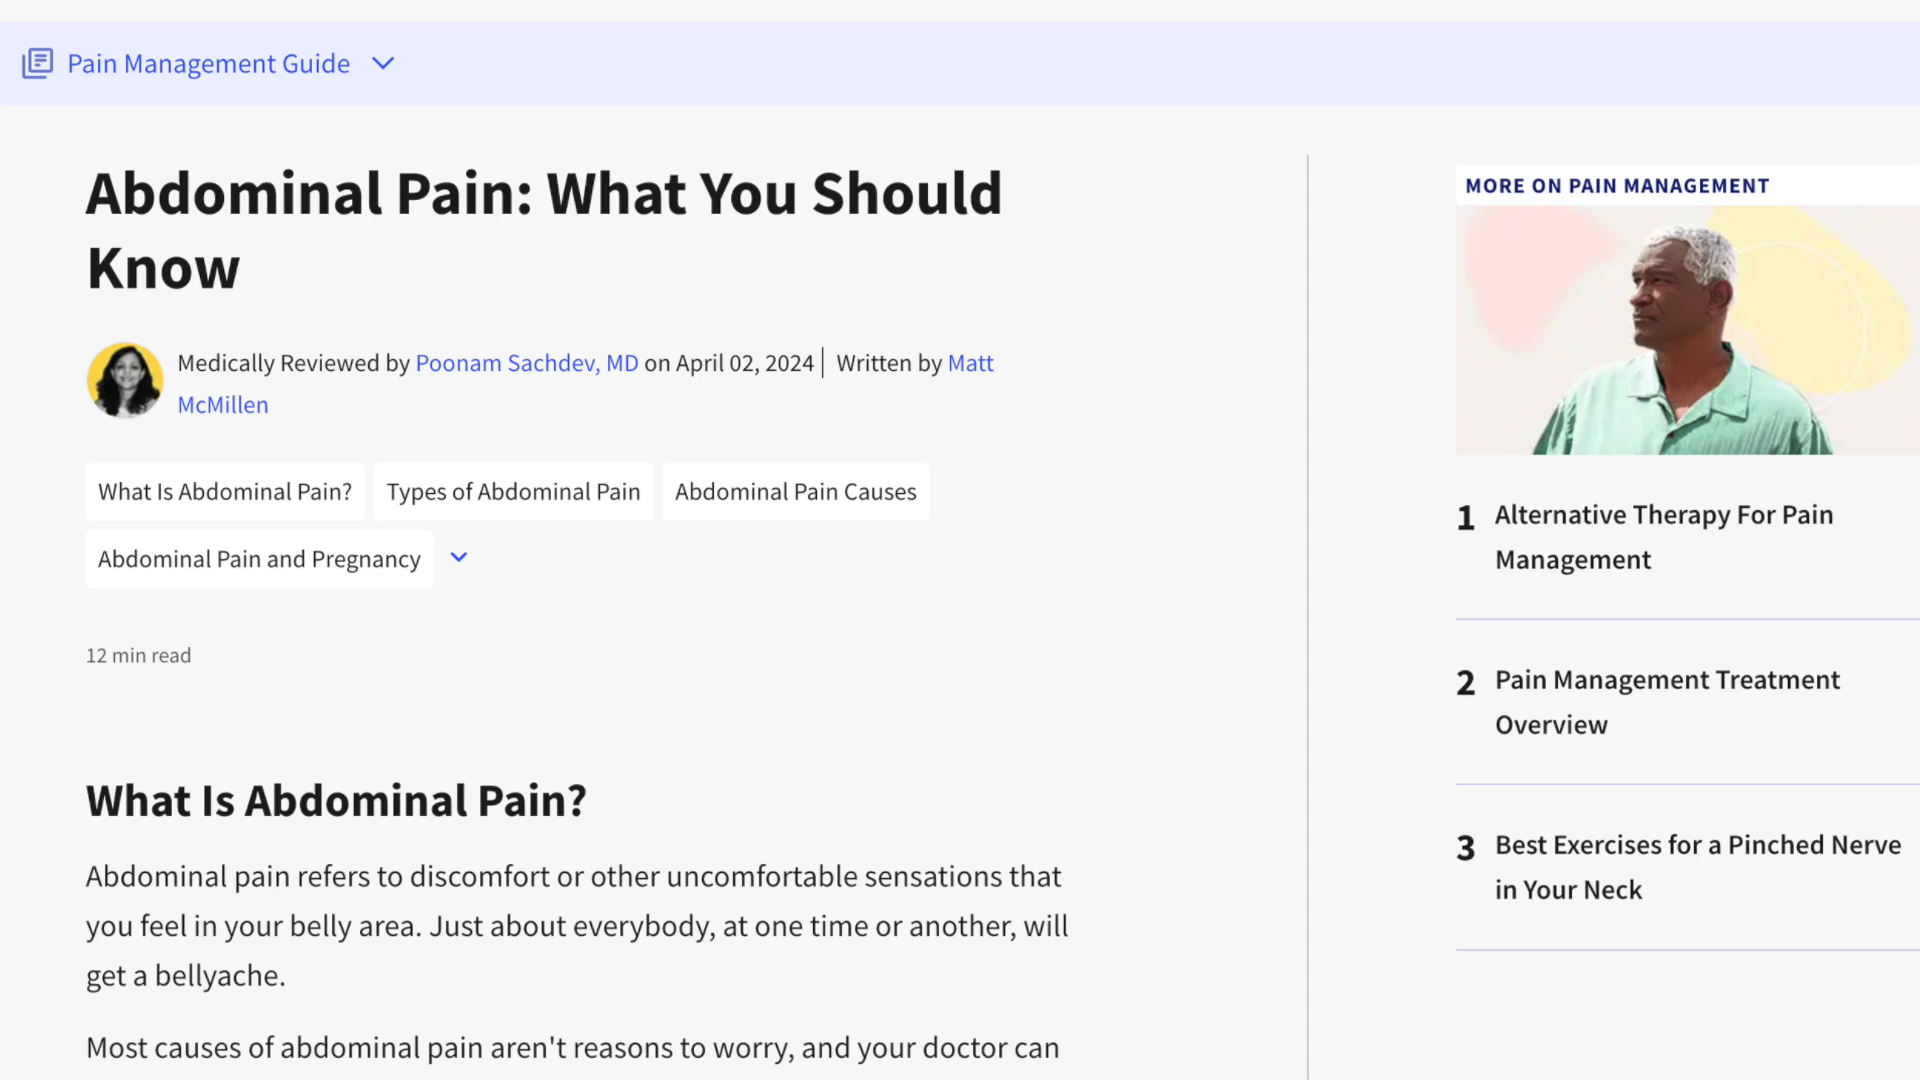 Pain Management Guide
Abdominal Pain: What You Should
Know
Medically Reviewed by Poonam Sachdev, MD on April 02, 2024 | Written by Matt
McMillen
What Is Abdominal Pain?
Types of Abdominal Pain
Abdominal Pain Causes
Abdominal Pain and Pregnancy
12 min read
What Is Abdominal Pain?
Abdominal pain refers to discomfort or other uncomfortable sensations that
you feel in your belly area. Just about everybody, at one time or another, will
get a bellyache.
Most causes of abdominal pain aren't reasons to worry, and your doctor can
MORE ON PAIN MANAGEMENT
1 Alternative Therapy For Pain
Management
2 Pain Management Treatment
Overview
3 Best Exercises for a Pinched Nerve
in Your Neck